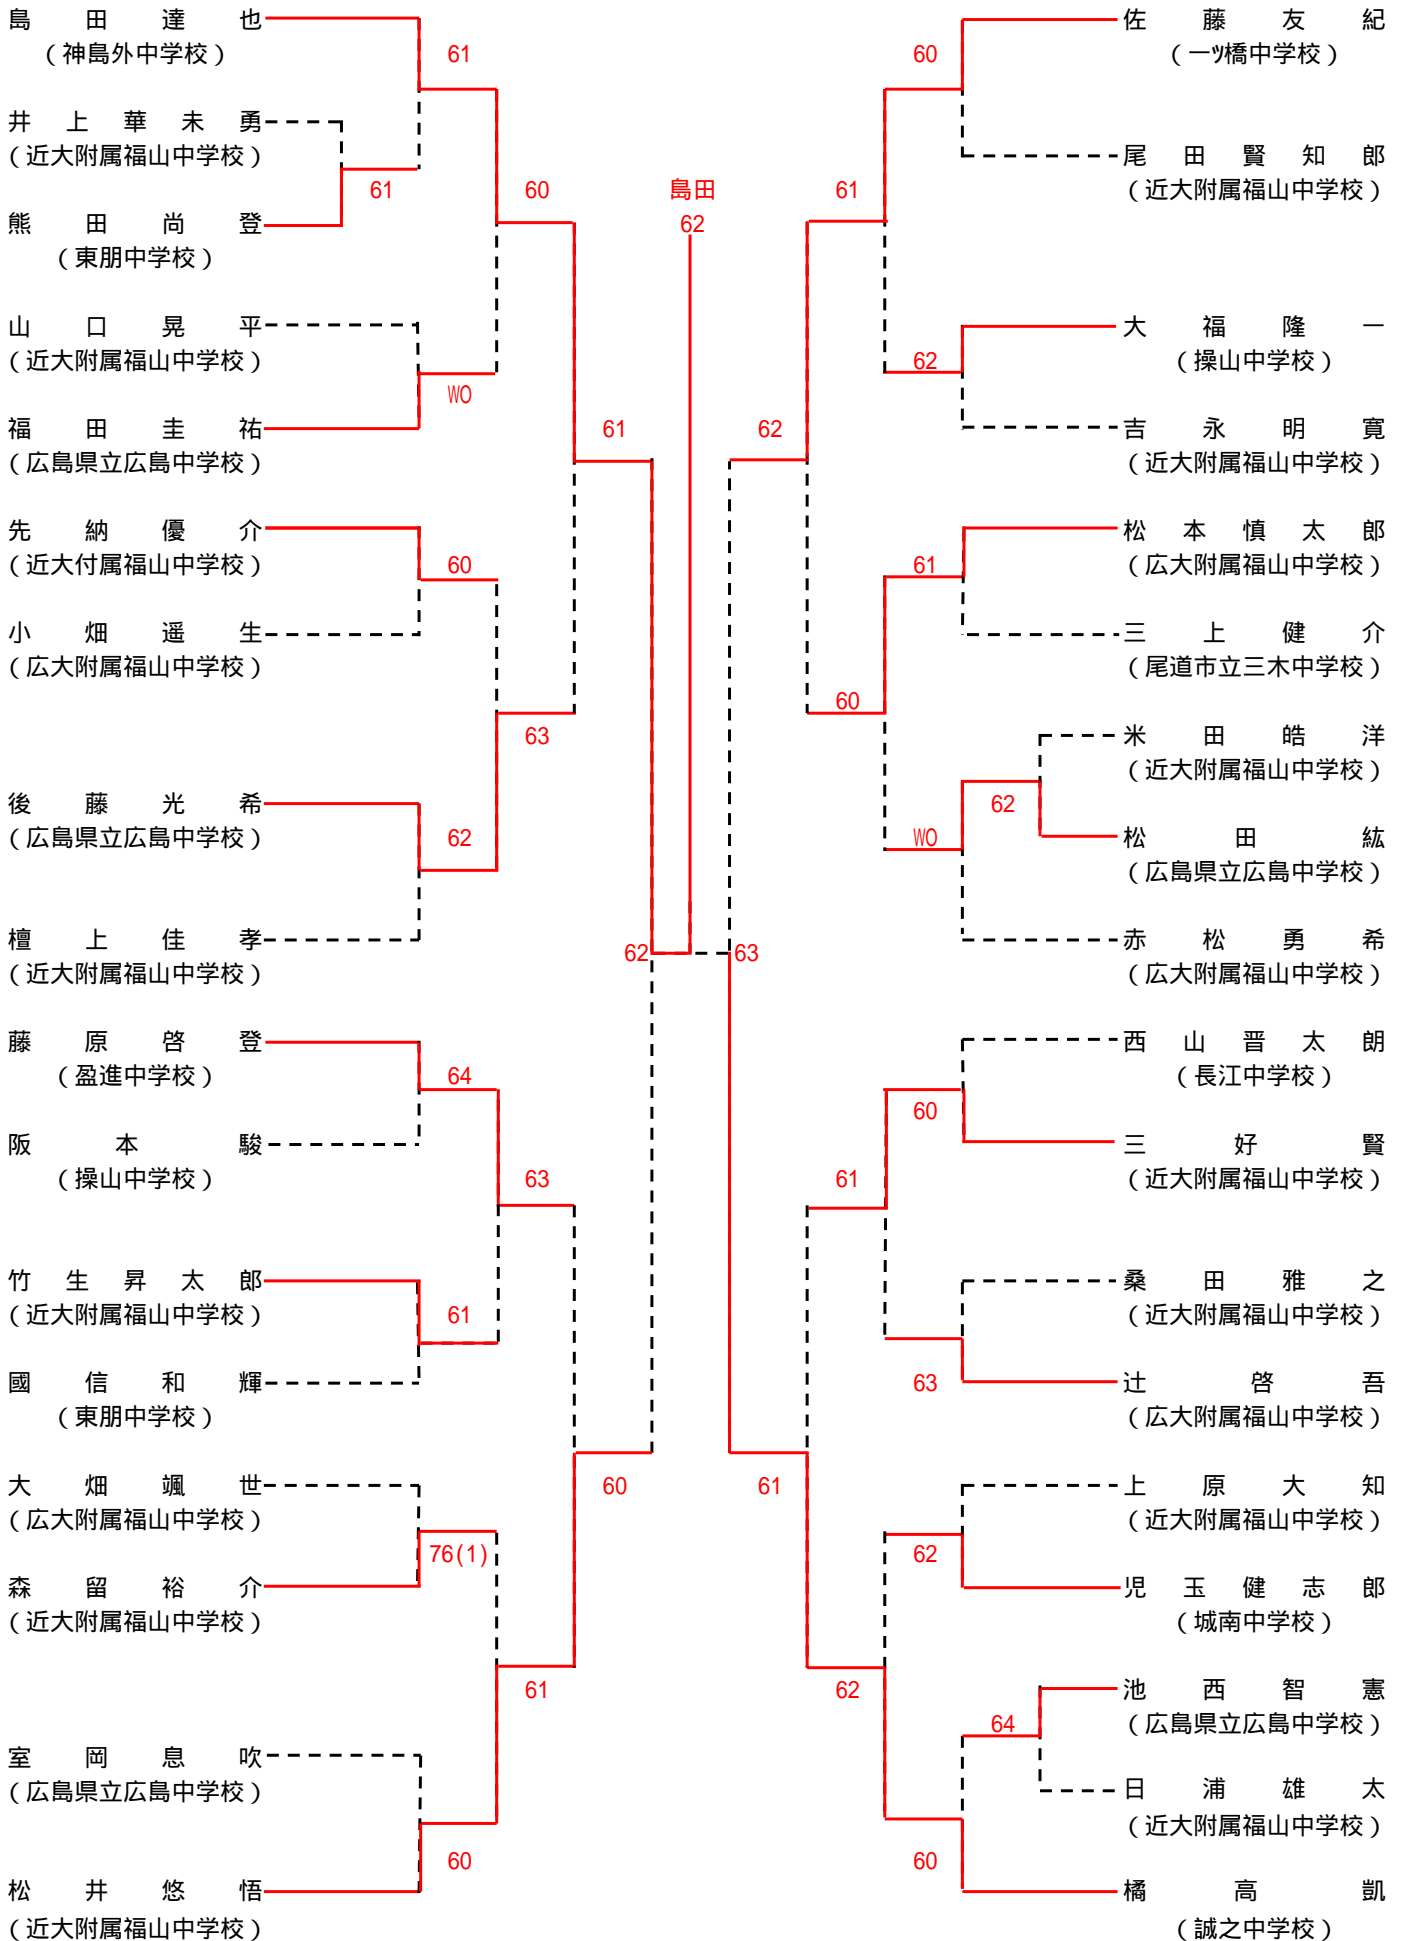 島田達也
(神島外中学校)
61
井上華未勇
(近大附属福山中学校)
61
熊田尚登
(東朋中学校)
60
山口晃平
(近大附属福山中学校)
WO
福田圭祐
(広島県立広島中学校)
61
先納優介
(近大付属福山中学校)
60
小畑遥生
(広大附属福山中学校)
63
後藤光希
(広島県立広島中学校)
62
檀上佳孝
(近大附属福山中学校)
62
藤原啓登
(盈進中学校)
64
阪本駿
(操山中学校)
63
竹生昇太郎
(近大附属福山中学校)
61
國信和輝
(東朋中学校)
大畑颯世
(広大附属福山中学校)
60
76(1)
森留裕介
(近大附属福山中学校)
61
室岡息吹
(広島県立広島中学校)
60
松井悠悟
(近大附属福山中学校)
島田
62
佐藤友紀
(一ツ橋中学校)
60
尾田賢知郎
(近大附属福山中学校)
61
大福隆一
(操山中学校)
62
吉永明寛
(近大附属福山中学校)
62
松本慎太郎
(広大附属福山中学校)
61
三上健介
(尾道市立三木中学校)
60
米田皓洋
(近大附属福山中学校)
62
松田紘
(広島県立広島中学校)
WO
赤松勇希
(広大附属福山中学校)
63
西山晋太朗
(長江中学校)
60
三好賢
(近大附属福山中学校)
61
桑田雅之
(近大附属福山中学校)
63
辻啓吾
(広大附属福山中学校)
61
上原大知
(近大附属福山中学校)
62
児玉健志郎
(城南中学校)
62
池西智憲
(広島県立広島中学校)
64
日浦雄太
(近大附属福山中学校)
60
橘高凱
(誠之中学校)